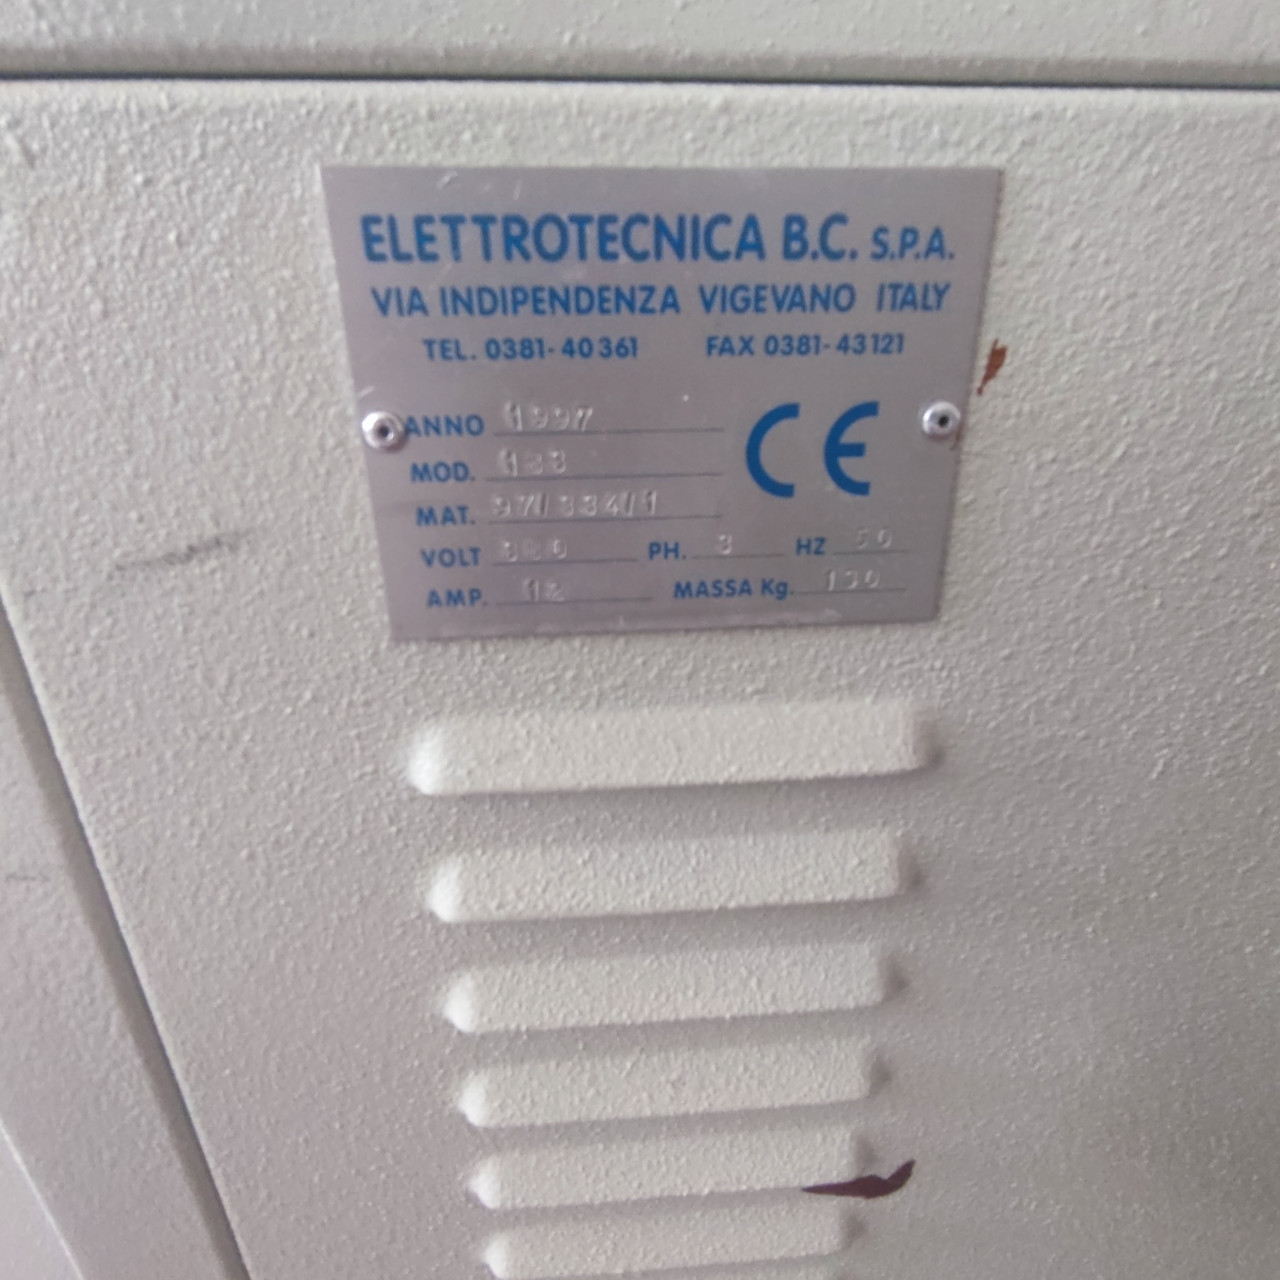 ELETTROTECNICA B.C. S.P.A.
VIA INDIPENDENZA VIGEVANO ITALY
TEL. 0381-40361 FAX 0381-43121
ANNO 1997
MOD. 133
MAT. 97/334/1
CE
VOLT 380 PH. 3 HZ 50
AMP. 12 MASSA Kg. 130